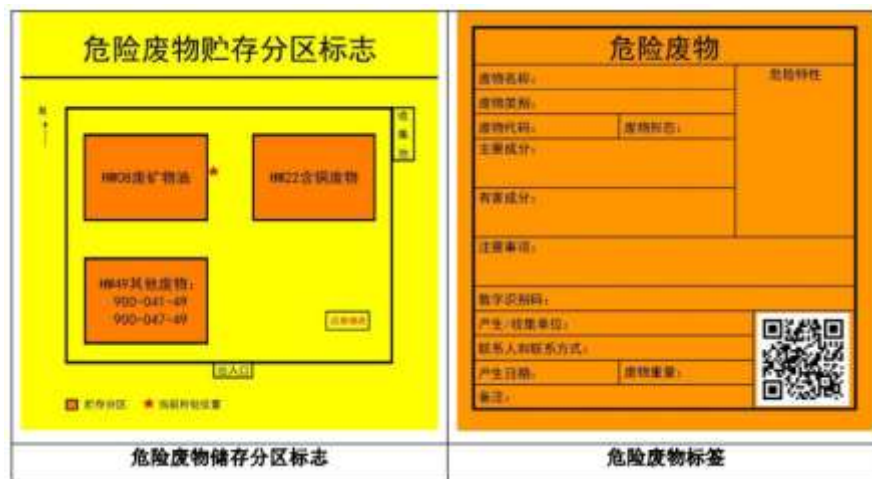 危险废物贮存分区标志
北
收
集
池
HW08废矿物油
HW22含铜废物
HW49其他废物：
900-041-49
900-047-49
出入口
贮存分区 ★ 当前所处位置
危险废物储存分区标志
危险废物
废物名称：
危险特性
废物类别：
废物代码：
废物形态：
主要成分：
有害成分：
注意事项：
数字识别码：
产生/收集单位：
联系人和联系方式：
产生日期：
废物重量：
备注：
危险废物标签